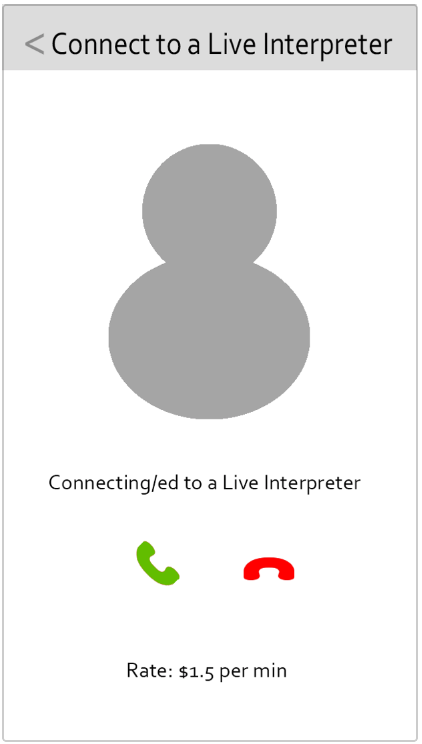 < Connect to a Live Interpreter
Connecting/ed to a Live Interpreter
Rate: $1.5 per min